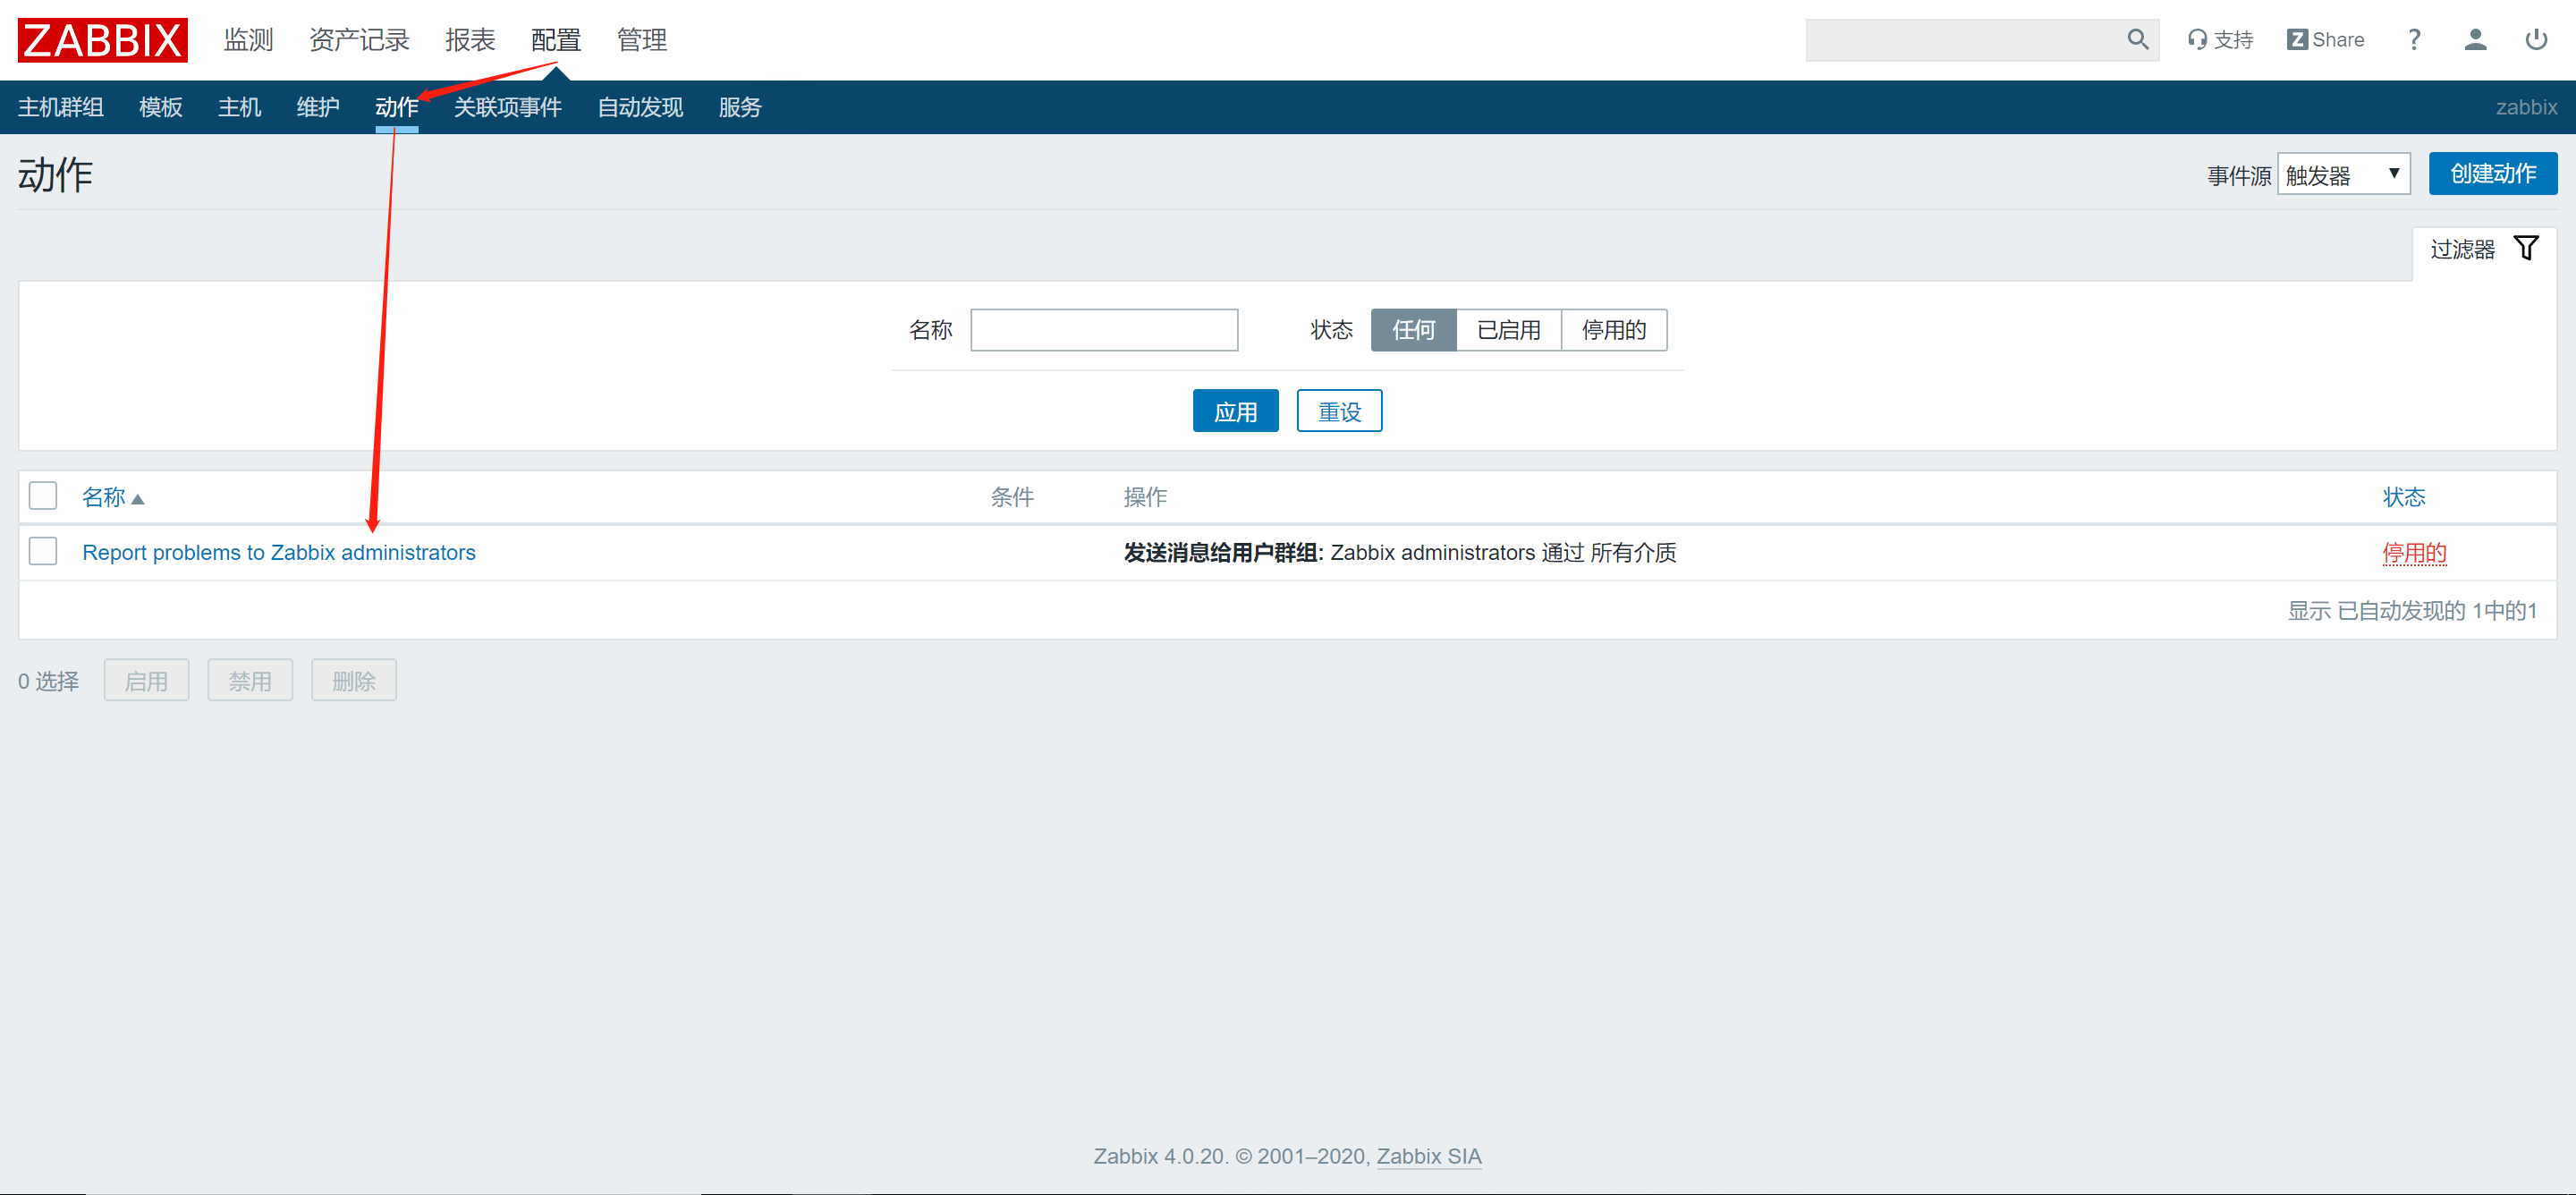 ZABBIX 监测 资产记录 报表 配置 管理 支持 Z Share ?
主机群组 模板 主机 维护 动作 关联项事件 自动发现 服务 zabbix
动作 事件源 触发器 创建动作
过滤器
名称 状态 任何 已启用 停用的
应用 重设
名称 条件 操作 状态
Report problems to Zabbix administrators 发送消息给用户群组: Zabbix administrators 通过 所有介质 停用的
显示 已自动发现的 1中的1
0 选择 启用 禁用 删除
Zabbix 4.0.20. © 2001–2020, Zabbix SIA